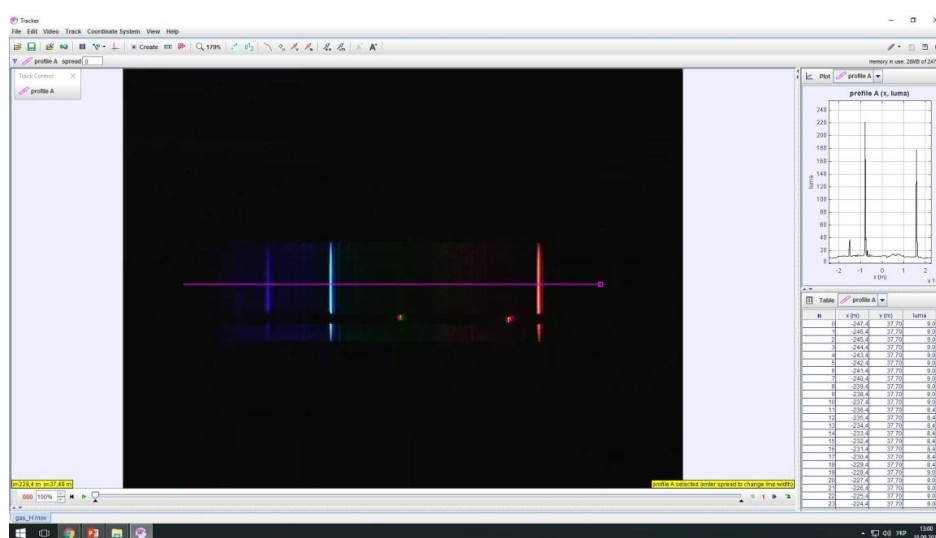 Tracker
File Edit Video Track Coordinate System View Help
Create 179% A
profile A spread 0
memory in use: 28MB of 247
Track Control X
profile A
Plot profile A
profile A (x, luma)
240
220
200
180
160
140
120
100
80
60
40
20
0
luma
-2 -1 0 1 2
x (m)
Table profile A
n x (m) y (m) luma
0 -247,4 37,70 9,0
1 -246,4 37,70 9,0
2 -245,4 37,70 9,0
3 -244,4 37,70 9,0
4 -243,4 37,70 9,0
5 -242,4 37,70 9,0
6 -241,4 37,70 9,0
7 -240,4 37,70 9,0
8 -239,4 37,70 9,0
9 -238,4 37,70 9,0
10 -237,4 37,70 9,0
11 -236,4 37,70 8,4
12 -235,4 37,70 8,4
13 -234,4 37,70 8,4
14 -233,4 37,70 8,4
15 -232,4 37,70 8,4
16 -231,4 37,70 8,4
17 -230,4 37,70 8,4
18 -229,4 37,70 9,0
19 -228,4 37,70 9,0
20 -227,4 37,70 9,0
21 -226,4 37,70 9,0
22 -225,4 37,70 9,0
23 -224,4 37,70 9,0
profile A selected (enter spread to change line width)
000 100% 1
gas_H.mov
УКР 13:00